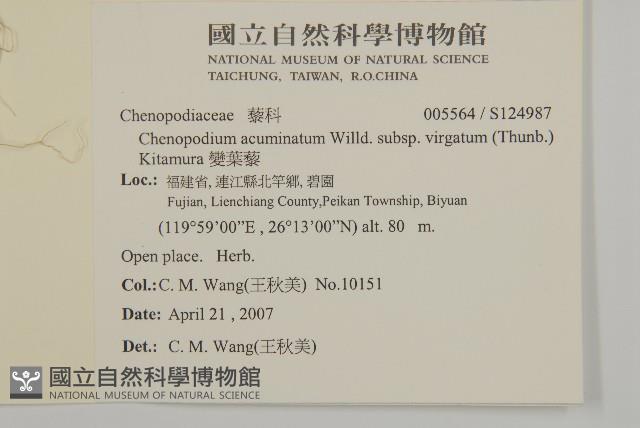 國立自然科學博物館
NATIONAL MUSEUM OF NATURAL SCIENCE
TAICHUNG, TAIWAN, R.O.CHINA
Chenopodiaceae 藜科 005564 / S124987
Chenopodium acuminatum Willd. subsp. virgatum (Thunb.)
Kitamura 變葉藜
Loc.: 福建省, 連江縣北竿鄉, 碧園
Fujian, Lienchiang County,Peikan Township, Biyuan
(119°59'00”E , 26°13'00”N) alt. 80 m.
Open place. Herb.
Col.: C. M. Wang(王秋美) No.10151
Date: April 21 , 2007
Det.: C. M. Wang(王秋美)
國立自然科學博物館
NATIONAL MUSEUM OF NATURAL SCIENCE